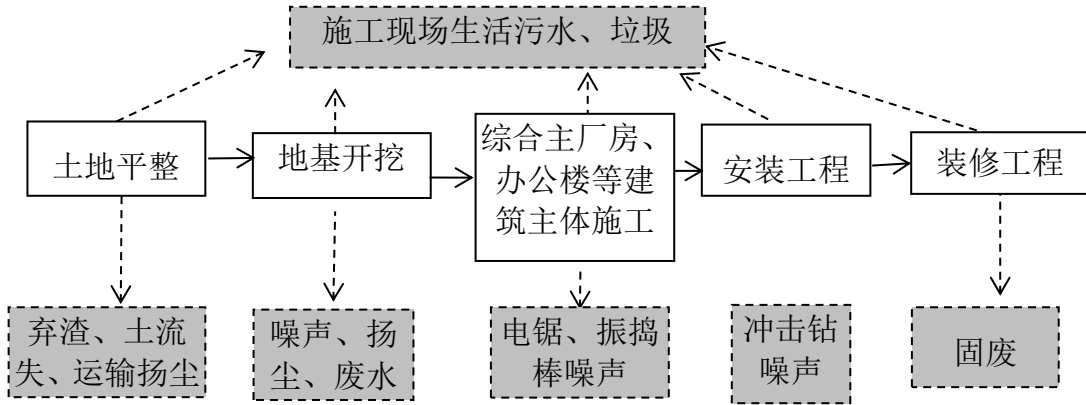 施工现场生活污水、垃圾
土地平整
地基开挖
综合主厂房、
办公楼等建
筑主体施工
安装工程
装修工程
弃渣、土流
失、运输扬尘
噪声、扬
尘、废水
电锯、振捣
棒噪声
冲击钻
噪声
固废